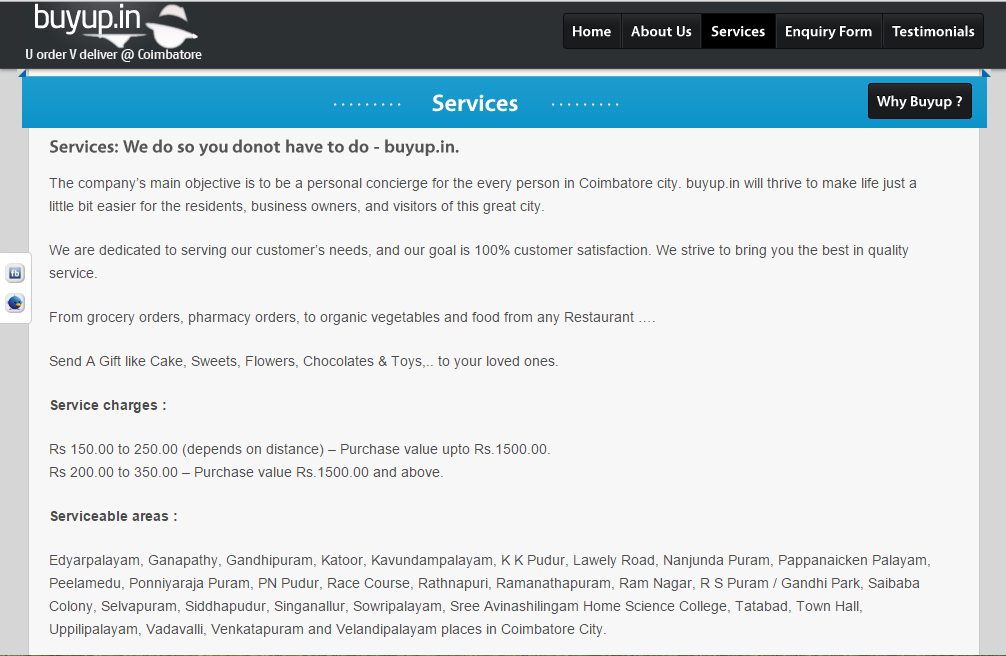 buyup.in
U order V deliver @ Coimbatore
Home About Us Services Enquiry Form Testimonials
Services
Why Buyup ?
Services: We do so you donot have to do - buyup.in.
The company’s main objective is to be a personal concierge for the every person in Coimbatore city. buyup.in will thrive to make life just a
little bit easier for the residents, business owners, and visitors of this great city.
We are dedicated to serving our customer’s needs, and our goal is 100% customer satisfaction. We strive to bring you the best in quality
service.
From grocery orders, pharmacy orders, to organic vegetables and food from any Restaurant ….
Send A Gift like Cake, Sweets, Flowers, Chocolates & Toys,.. to your loved ones.
Service charges :
Rs 150.00 to 250.00 (depends on distance) – Purchase value upto Rs.1500.00.
Rs 200.00 to 350.00 – Purchase value Rs.1500.00 and above.
Serviceable areas :
Edyarpalayam, Ganapathy, Gandhipuram, Katoor, Kavundampalayam, K K Pudur, Lawely Road, Nanjunda Puram, Pappanaicken Palayam,
Peelamedu, Ponniyaraja Puram, PN Pudur, Race Course, Rathnapuri, Ramanathapuram, Ram Nagar, R S Puram / Gandhi Park, Saibaba
Colony, Selvapuram, Siddhapudur, Singanallur, Sowripalayam, Sree Avinashilingam Home Science College, Tatabad, Town Hall,
Uppilipalayam, Vadavalli, Venkatapuram and Velandipalayam places in Coimbatore City.
fb